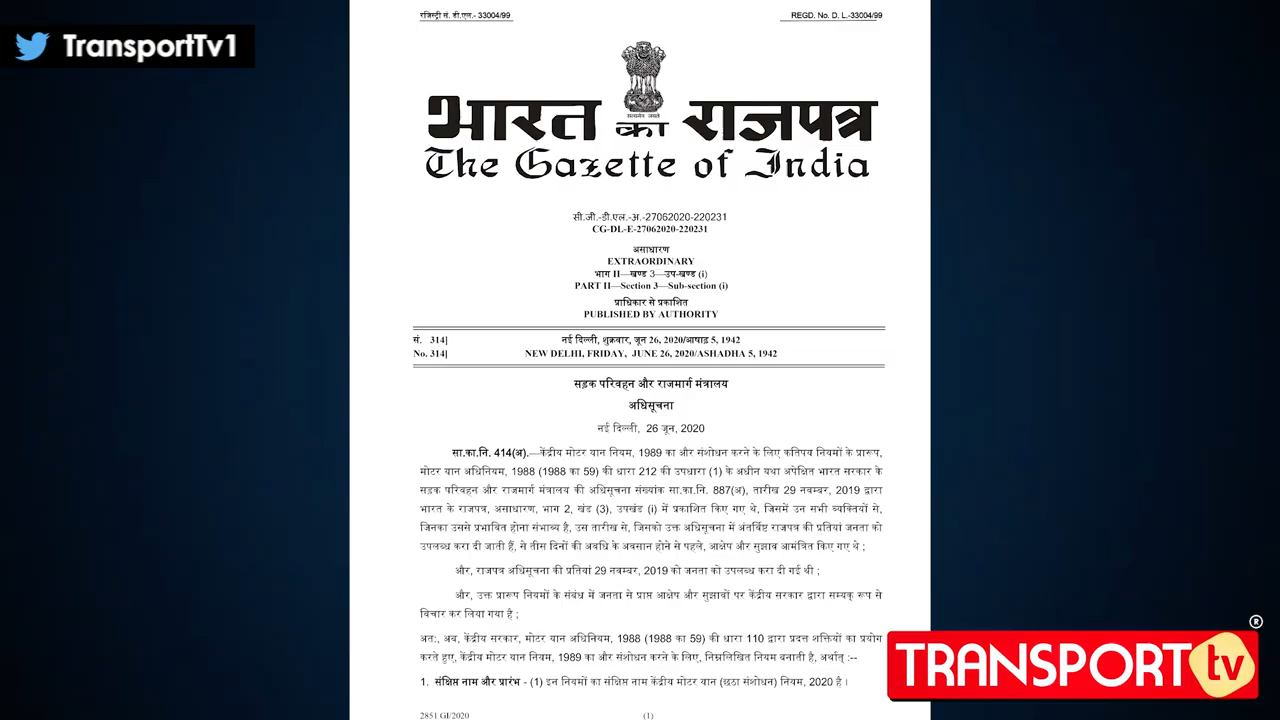 TransportTv1
रजिस्ट्री सं. डी.एल.- 33004/99
REGD. No. D. L.-33004/99
सत्यमेव जयते
भारत का राजपत्र
The Gazette of India
सी.जी.-डी.एल.-अ.-27062020-220231
CG-DL-E-27062020-220231
असाधारण
EXTRAORDINARY
भाग II—खण्ड 3—उप-खण्ड (i)
PART II—Section 3—Sub-section (i)
प्राधिकार से प्रकाशित
PUBLISHED BY AUTHORITY
सं. 314] नई दिल्ली, शुक्रवार, जून 26, 2020/आषाढ़ 5, 1942
No. 314] NEW DELHI, FRIDAY, JUNE 26, 2020/ASHADHA 5, 1942
सड़क परिवहन और राजमार्ग मंत्रालय
अधिसूचना
नई दिल्ली, 26 जून, 2020
सा.का.नि. 414(अ).—केंद्रीय मोटर यान नियम, 1989 का और संशोधन करने के लिए कतिपय नियमों के प्रारूप,
मोटर यान अधिनियम, 1988 (1988 का 59) की धारा 212 की उपधारा (1) के अधीन यथा अपेक्षित भारत सरकार के
सड़क परिवहन और राजमार्ग मंत्रालय की अधिसूचना संख्यांक सा.का.नि. 887(अ), तारीख 29 नवम्बर, 2019 द्वारा
भारत के राजपत्र, असाधारण, भाग 2, खंड (3), उपखंड (i) में प्रकाशित किए गए थे, जिसमें उन सभी व्यक्तियों से,
जिनका उससे प्रभावित होना संभाव्य है, उस तारीख से, जिसको उक्त अधिसूचना में अंतर्विष्ट राजपत्र की प्रतियां जनता को
उपलब्ध करा दी जाती हैं, से तीस दिनों की अवधि के अवसान होने से पहले, आक्षेप और सुझाव आमंत्रित किए गए थे ;
और, राजपत्र अधिसूचना की प्रतियां 29 नवम्बर, 2019 को जनता को उपलब्ध करा दी गई थी ;
और, उक्त प्रारूप नियमों के संबंध में जनता से प्राप्त आक्षेप और सुझावों पर केंद्रीय सरकार द्वारा सम्यक् रूप से
विचार कर लिया गया है ;
अतः, अब, केंद्रीय सरकार, मोटर यान अधिनियम, 1988 (1988 का 59) की धारा 110 द्वारा प्रदत्त शक्तियों का प्रयोग
करते हुए, केंद्रीय मोटर यान नियम, 1989 का और संशोधन करने के लिए, निम्नलिखित नियम बनाती है, अर्थात् :--
1. संक्षिप्त नाम और प्रारंभ - (1) इन नियमों का संक्षिप्त नाम केंद्रीय मोटर यान (छठा संशोधन) नियम, 2020 है ।
2851 GI/2020 (1)
®
TRANSPORT tv